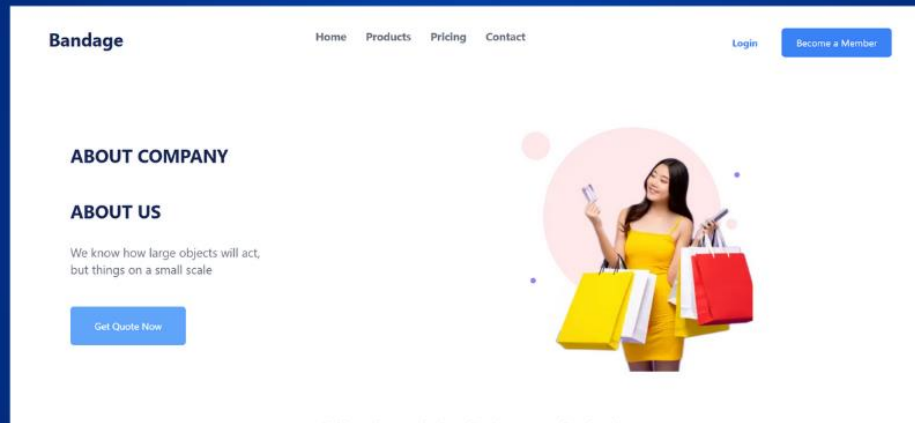 Bandage
Home Products Pricing Contact
Login
Become a Member
ABOUT COMPANY
ABOUT US
We know how large objects will act,
but things on a small scale
Get Quote Now